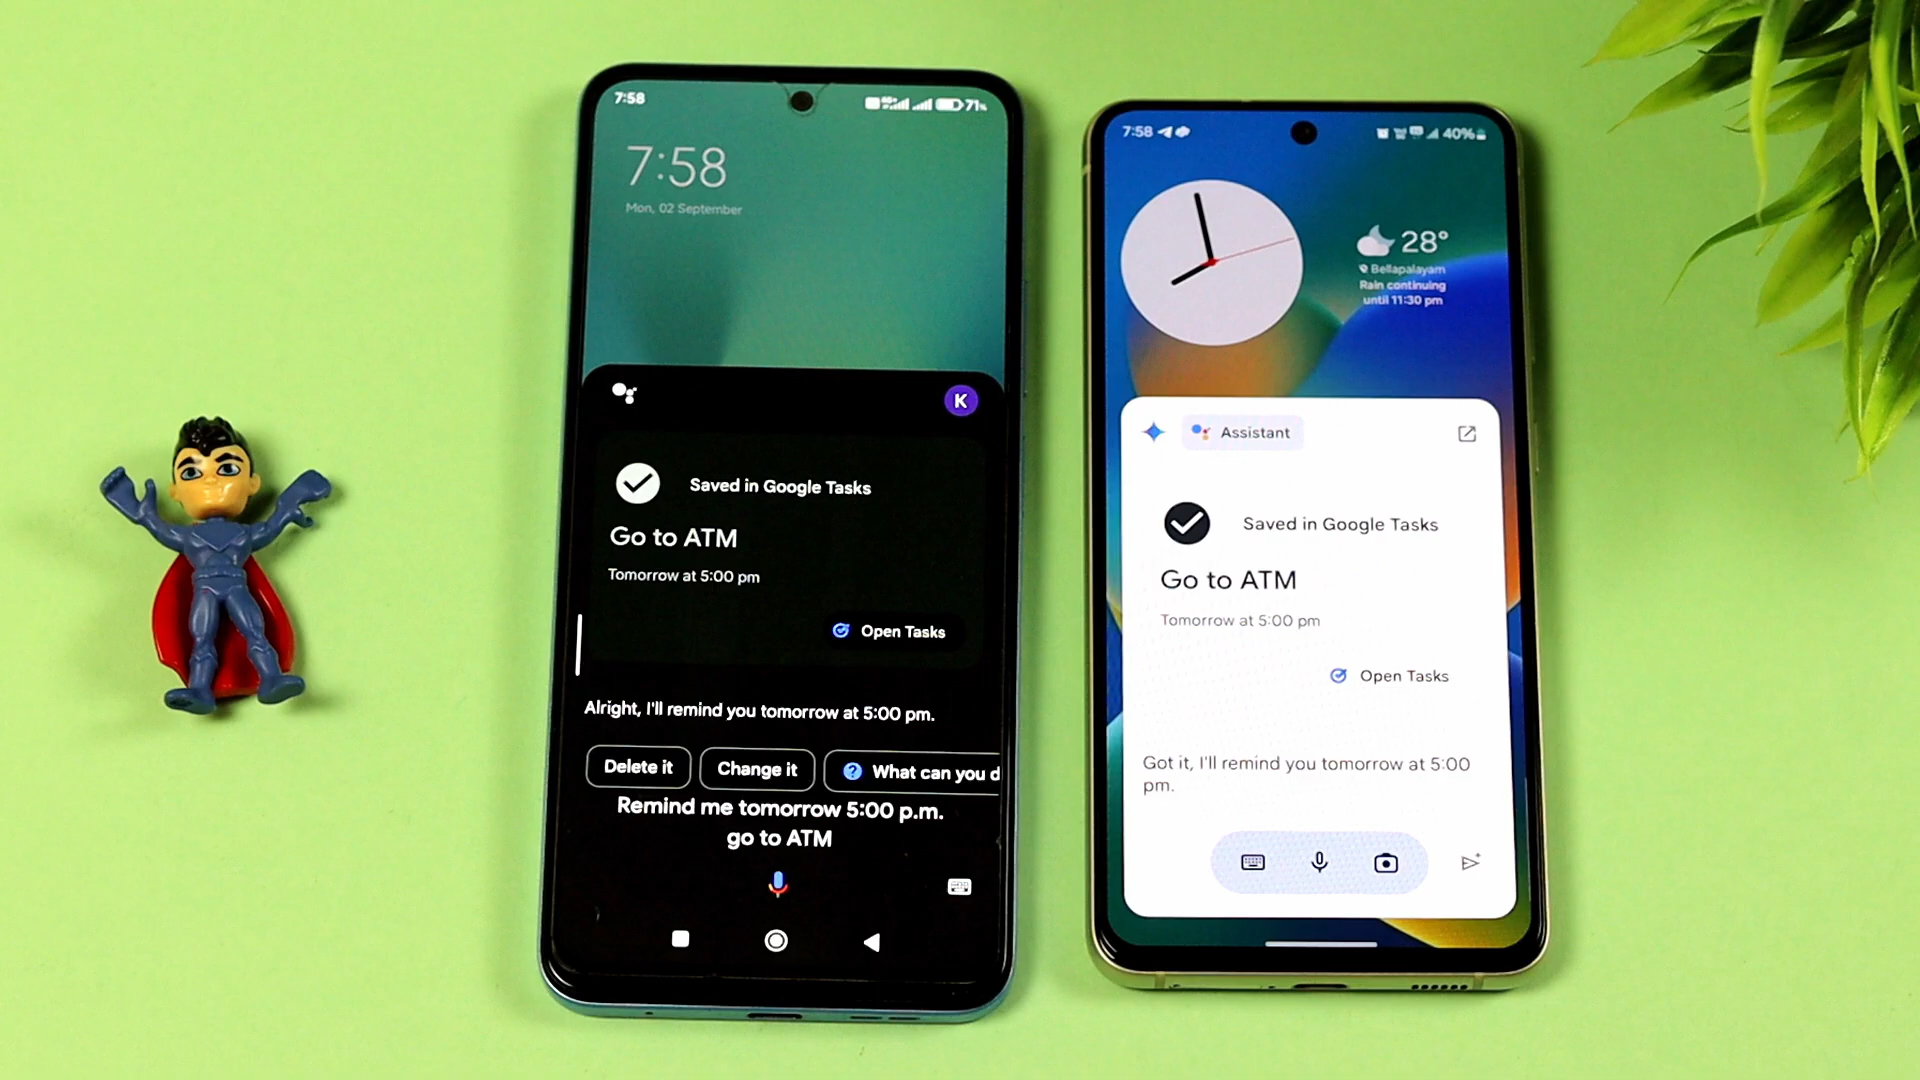 7:58
71%
7:58
Mon, 02 September
K
Saved in Google Tasks
Go to ATM
Tomorrow at 5:00 pm
Open Tasks
Alright, I'll remind you tomorrow at 5:00 pm.
Delete it
Change it
? What can you d
Remind me tomorrow 5:00 p.m.
go to ATM
7:58
40%
28°
Bellapalayam
Rain continuing
until 11:30 pm
Assistant
Saved in Google Tasks
Go to ATM
Tomorrow at 5:00 pm
Open Tasks
Got it, I'll remind you tomorrow at 5:00
pm.